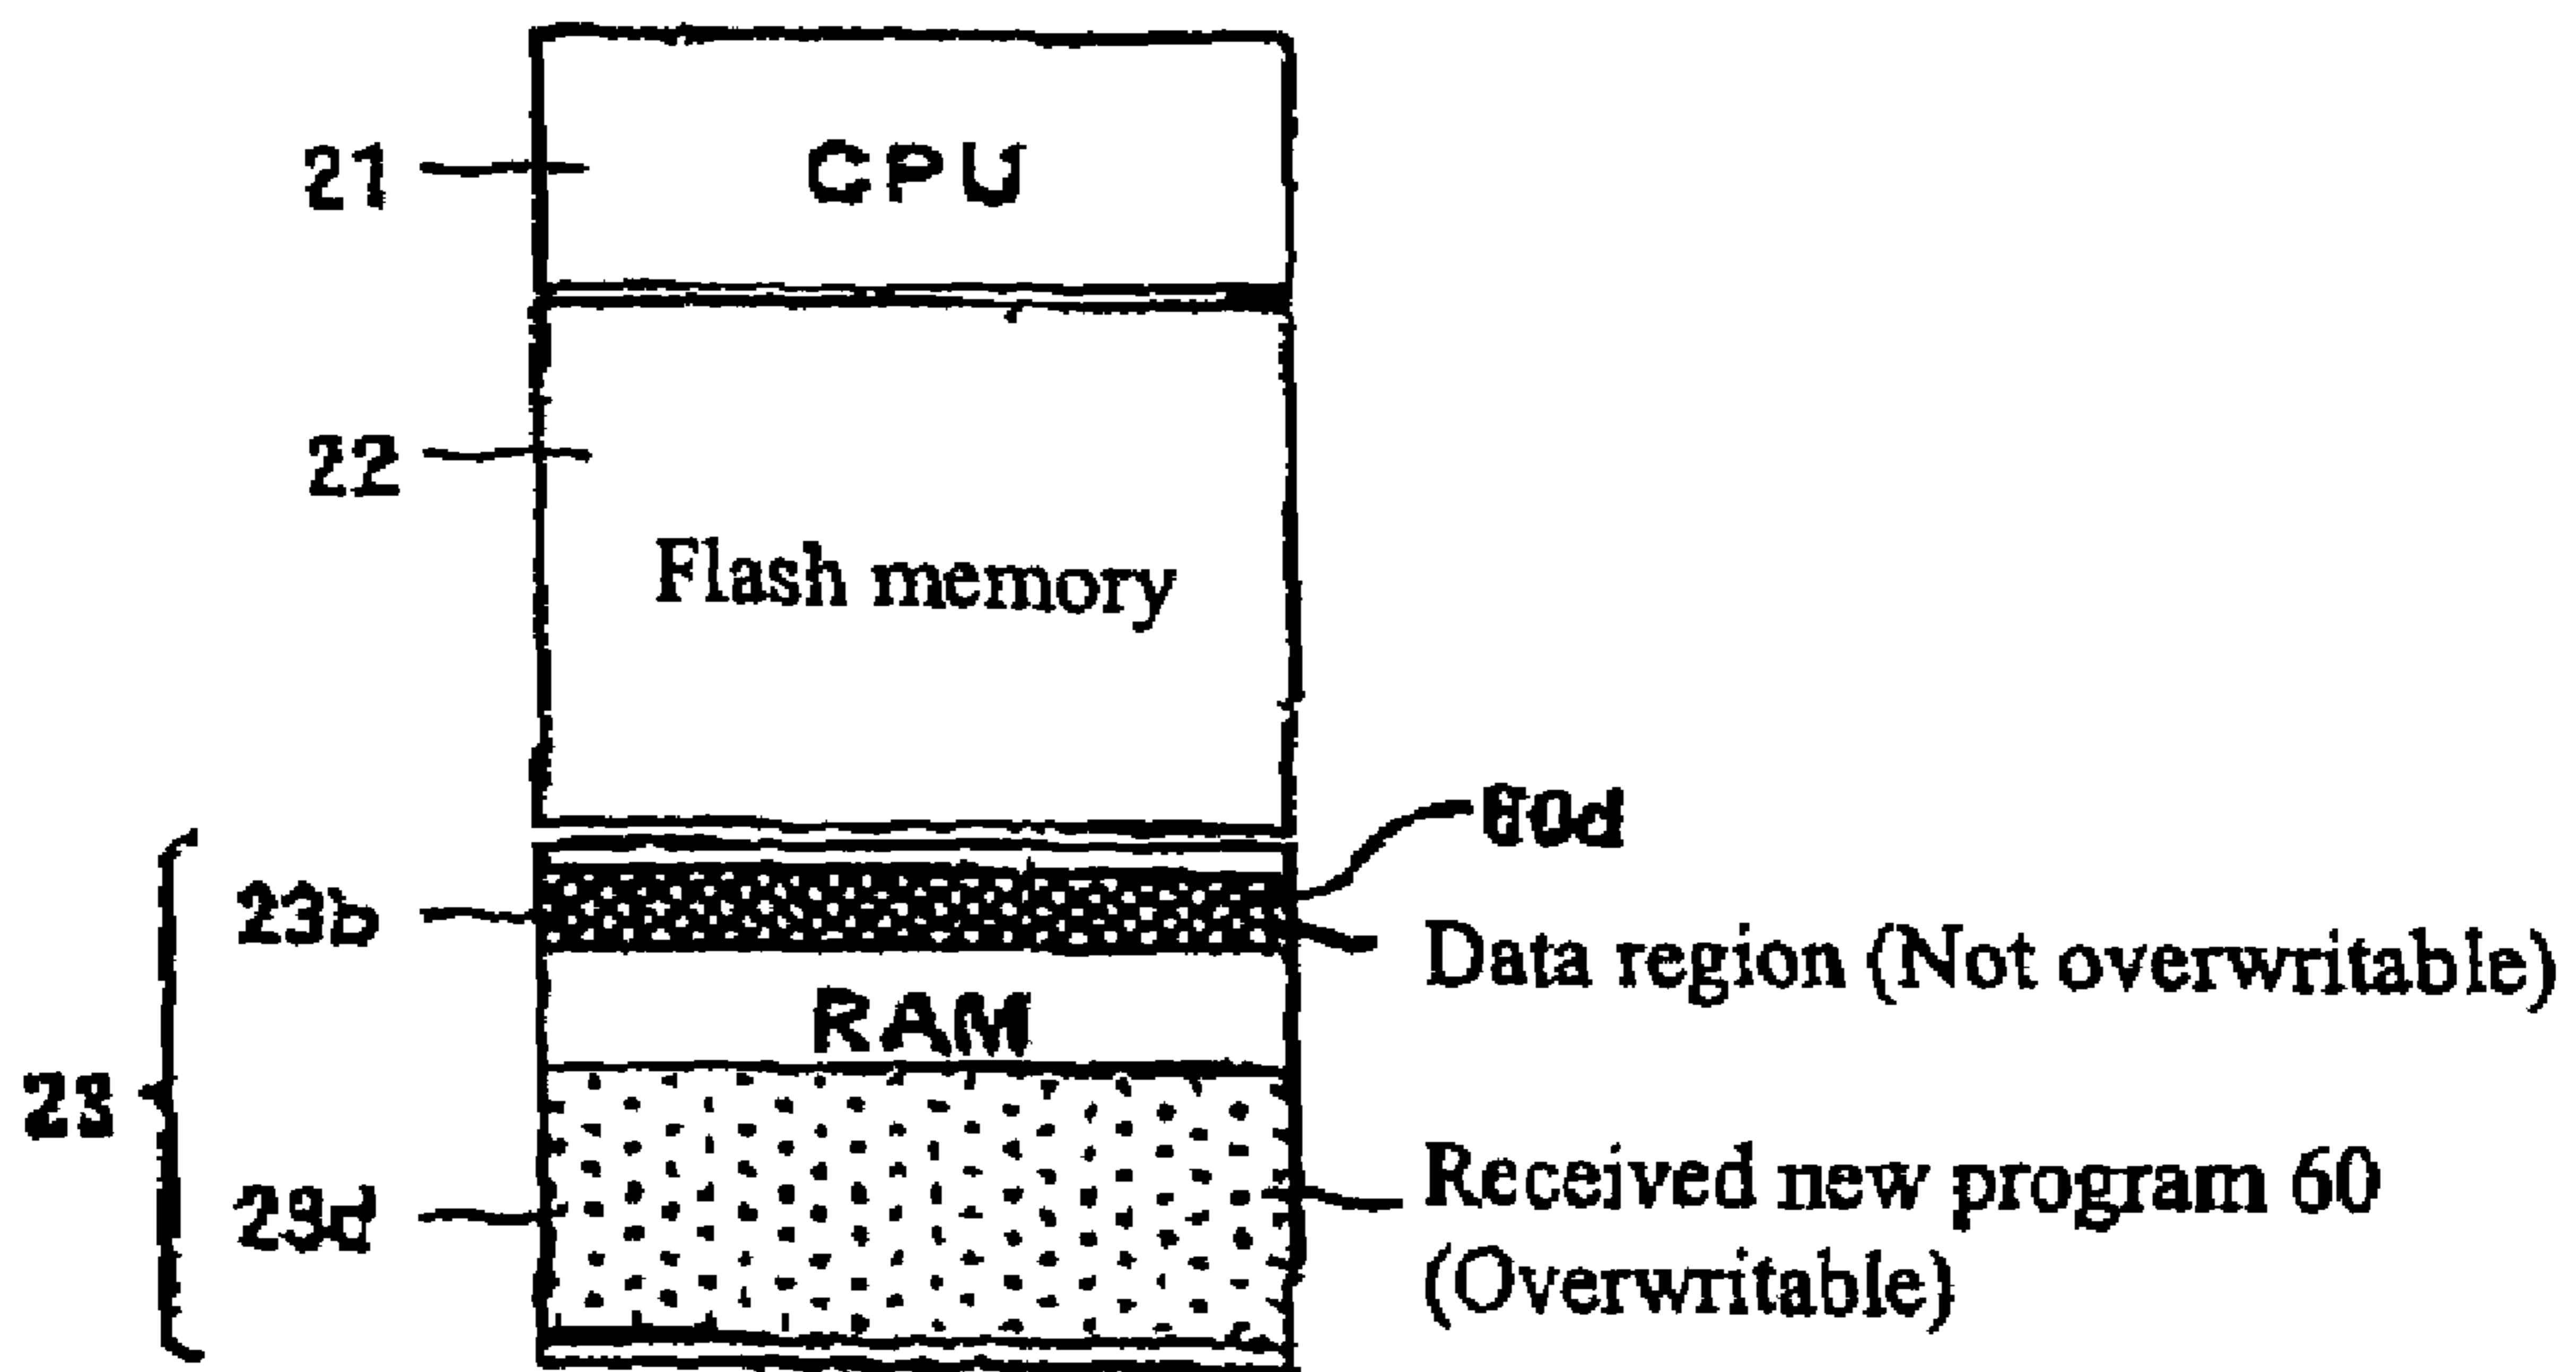 21
CPU
22
Flash memory
60d
23b
Data region (Not overwritable)
RAM
23
23d
Received new program 60
(Overwritable)